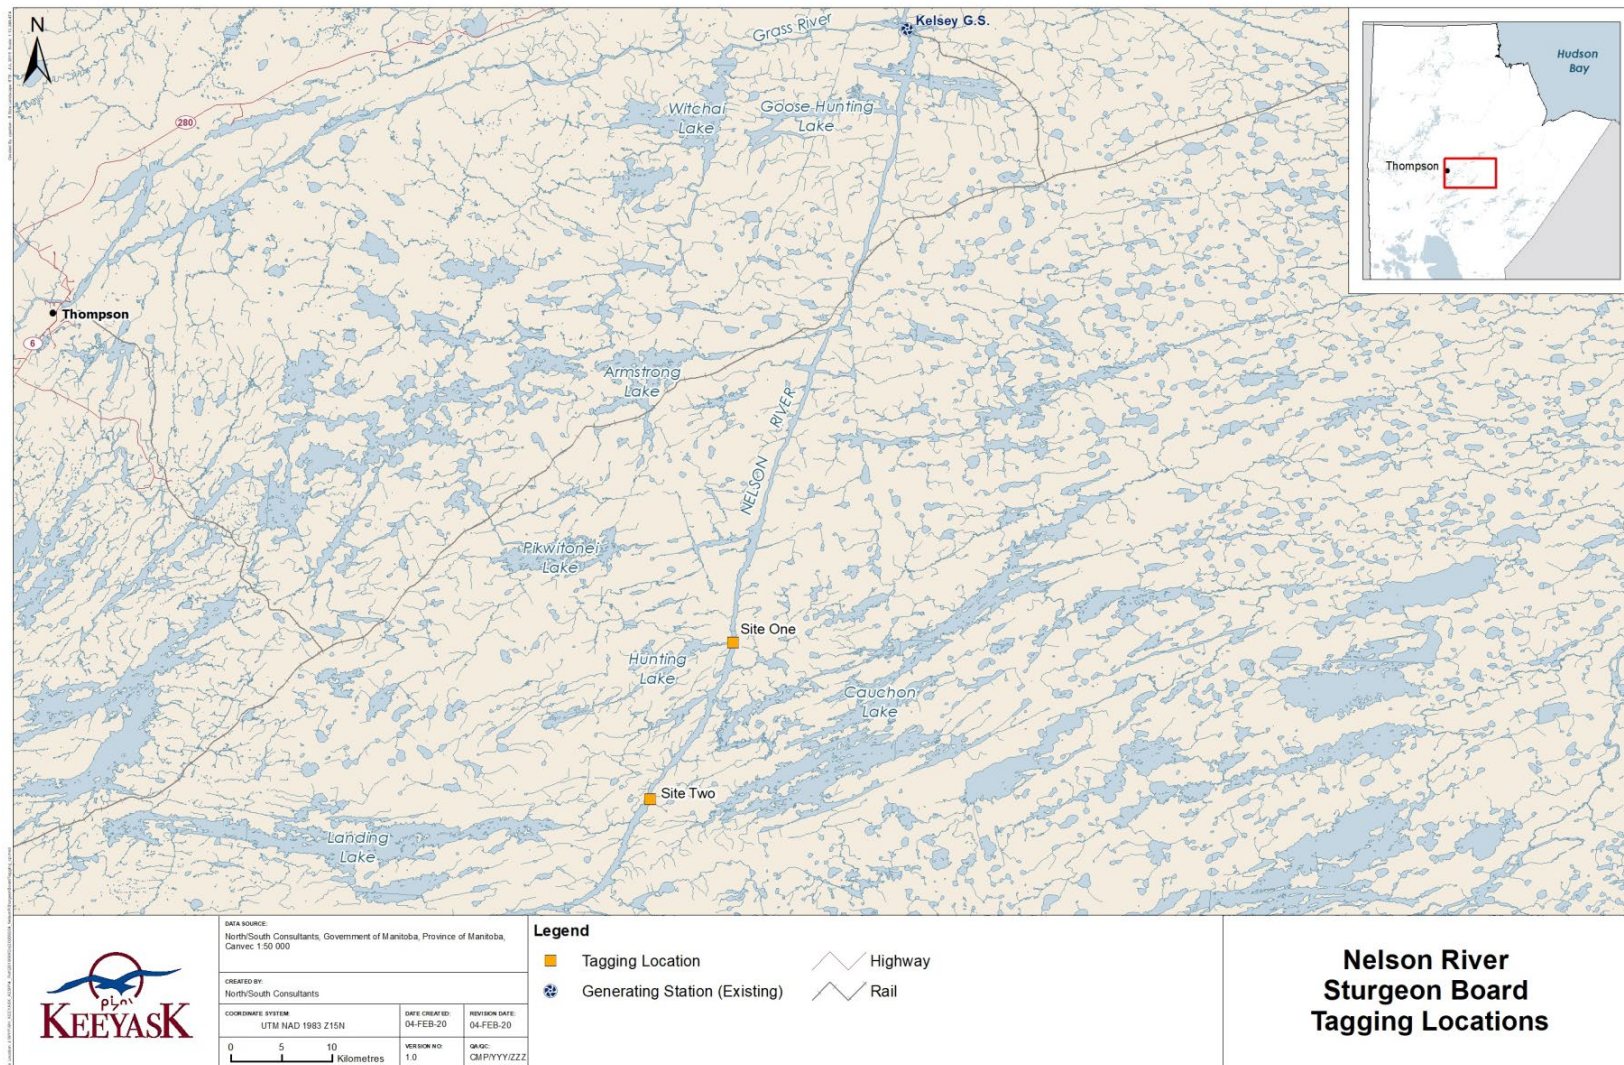 N
Grass River
Kelsey G.S.
Hudson
Bay
Witchai
Lake
Goose Hunting
Lake
280
Thompson
Thompson
6
Armstrong
Lake
NELSON RIVER
Pikwitonei
Lake
Site One
Hunting
Lake
Cauchon
Lake
Site Two
Landing
Lake
KEEYASK
DATA SOURCE:
North/South Consultants, Government of Manitoba, Province of Manitoba,
Canvec 1:50 000
CREATED BY:
North/South Consultants
COORDINATE SYSTEM:
UTM NAD 1983 Z15N
DATE CREATED:
04-FEB-20
REVISION DATE:
04-FEB-20
0 5 10
Kilometres
VERSION NO:
1.0
QA/QC:
CMP/YYY/ZZZ
Legend
Tagging Location
Generating Station (Existing)
Highway
Rail
Nelson River
Sturgeon Board
Tagging Locations